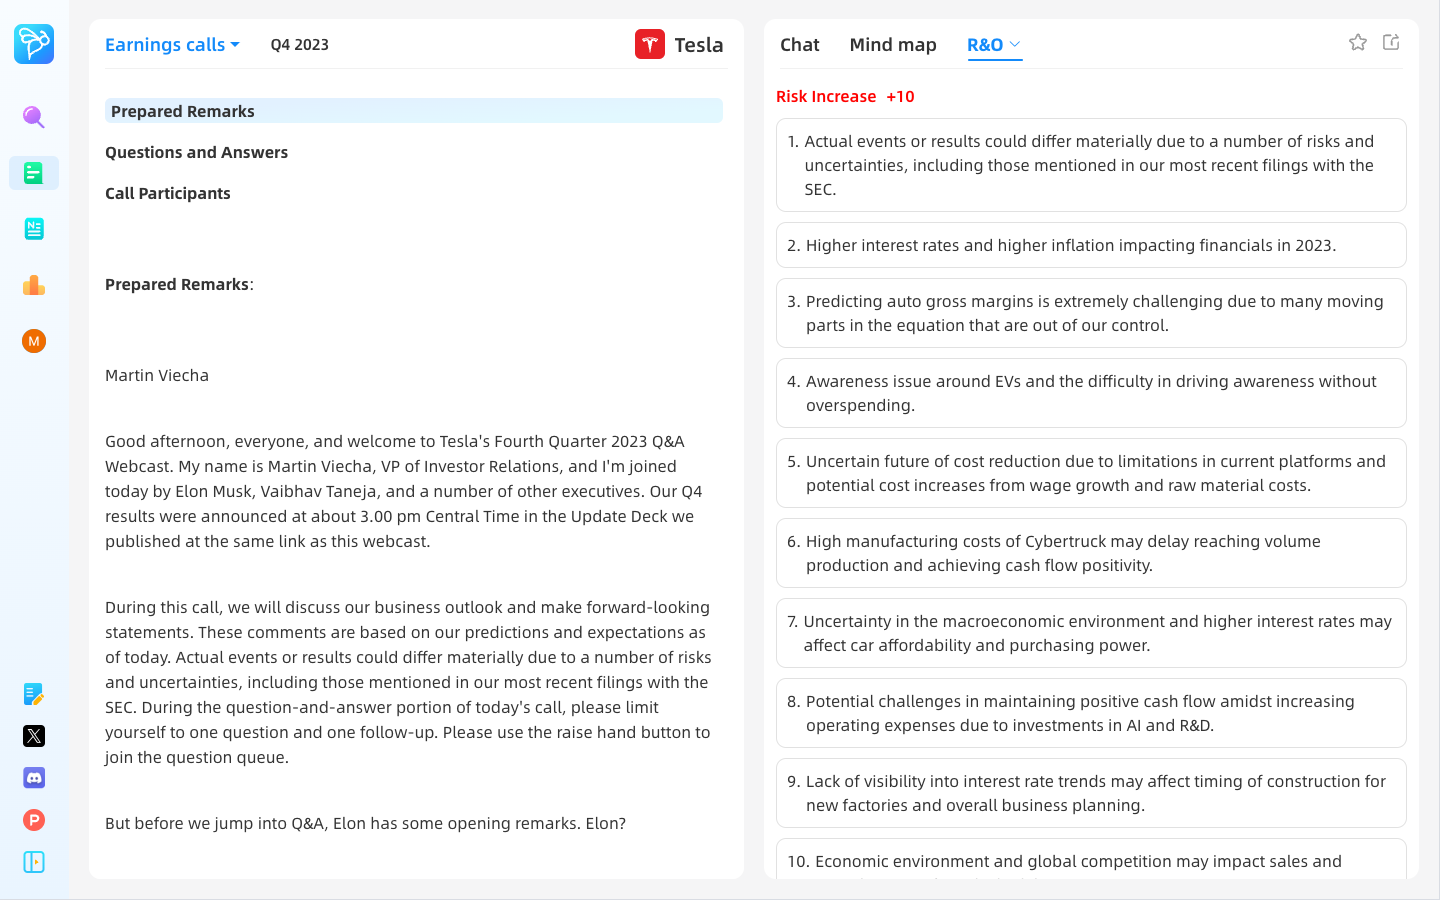 Earnings calls
Q4 2023
Tesla
Prepared Remarks
Questions and Answers
Call Participants
Prepared Remarks:
Martin Viecha
Good afternoon, everyone, and welcome to Tesla's Fourth Quarter 2023 Q&A
Webcast. My name is Martin Viecha, VP of Investor Relations, and I'm joined
today by Elon Musk, Vaibhav Taneja, and a number of other executives. Our Q4
results were announced at about 3.00 pm Central Time in the Update Deck we
published at the same link as this webcast.
During this call, we will discuss our business outlook and make forward-looking
statements. These comments are based on our predictions and expectations as
of today. Actual events or results could differ materially due to a number of risks
and uncertainties, including those mentioned in our most recent filings with the
SEC. During the question-and-answer portion of today's call, please limit
yourself to one question and one follow-up. Please use the raise hand button to
join the question queue.
But before we jump into Q&A, Elon has some opening remarks. Elon?
Chat
Mind map
R&O
Risk Increase +10
1. Actual events or results could differ materially due to a number of risks and
uncertainties, including those mentioned in our most recent filings with the
SEC.
2. Higher interest rates and higher inflation impacting financials in 2023.
3. Predicting auto gross margins is extremely challenging due to many moving
parts in the equation that are out of our control.
4. Awareness issue around EVs and the difficulty in driving awareness without
overspending.
5. Uncertain future of cost reduction due to limitations in current platforms and
potential cost increases from wage growth and raw material costs.
6. High manufacturing costs of Cybertruck may delay reaching volume
production and achieving cash flow positivity.
7. Uncertainty in the macroeconomic environment and higher interest rates may
affect car affordability and purchasing power.
8. Potential challenges in maintaining positive cash flow amidst increasing
operating expenses due to investments in AI and R&D.
9. Lack of visibility into interest rate trends may affect timing of construction for
new factories and overall business planning.
10. Economic environment and global competition may impact sales and
M